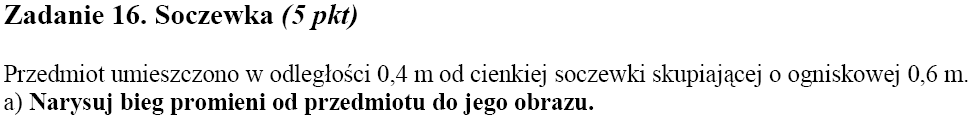 Zadanie 16. Soczewka (5 pkt)
Przedmiot umieszczono w odległości 0,4 m od cienkiej soczewki skupiającej o ogniskowej 0,6 m.
a) Narysuj bieg promieni od przedmiotu do jego obrazu.